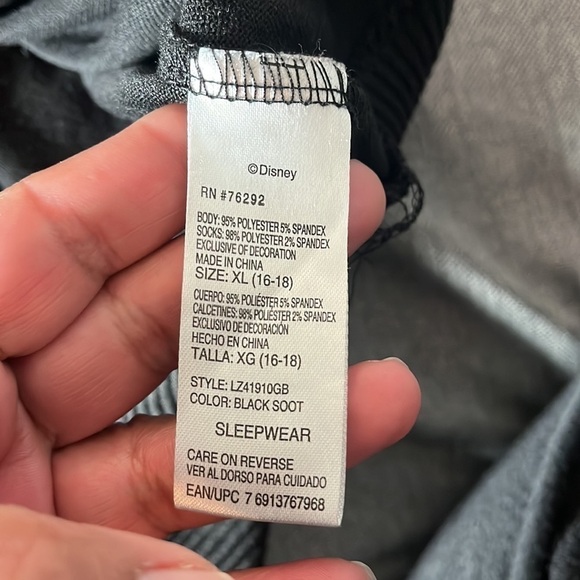 ©Disney
RN #76292
BODY: 95% POLYESTER 5% SPANDEX
SOCKS: 98% POLYESTER 2% SPANDEX
EXCLUSIVE OF DECORATION
MADE IN CHINA
SIZE: XL (16-18)
CUERPO: 95% POLIÉSTER 5% SPANDEX
CALCETINES: 98% POLIÉSTER 2% SPANDEX
EXCLUSIVO DE DECORACIÓN
HECHO EN CHINA
TALLA: XG (16-18)
STYLE: LZ41910GB
COLOR: BLACK SOOT
SLEEPWEAR
CARE ON REVERSE
VER AL DORSO PARA CUIDADO
EAN/UPC 7 6913767968